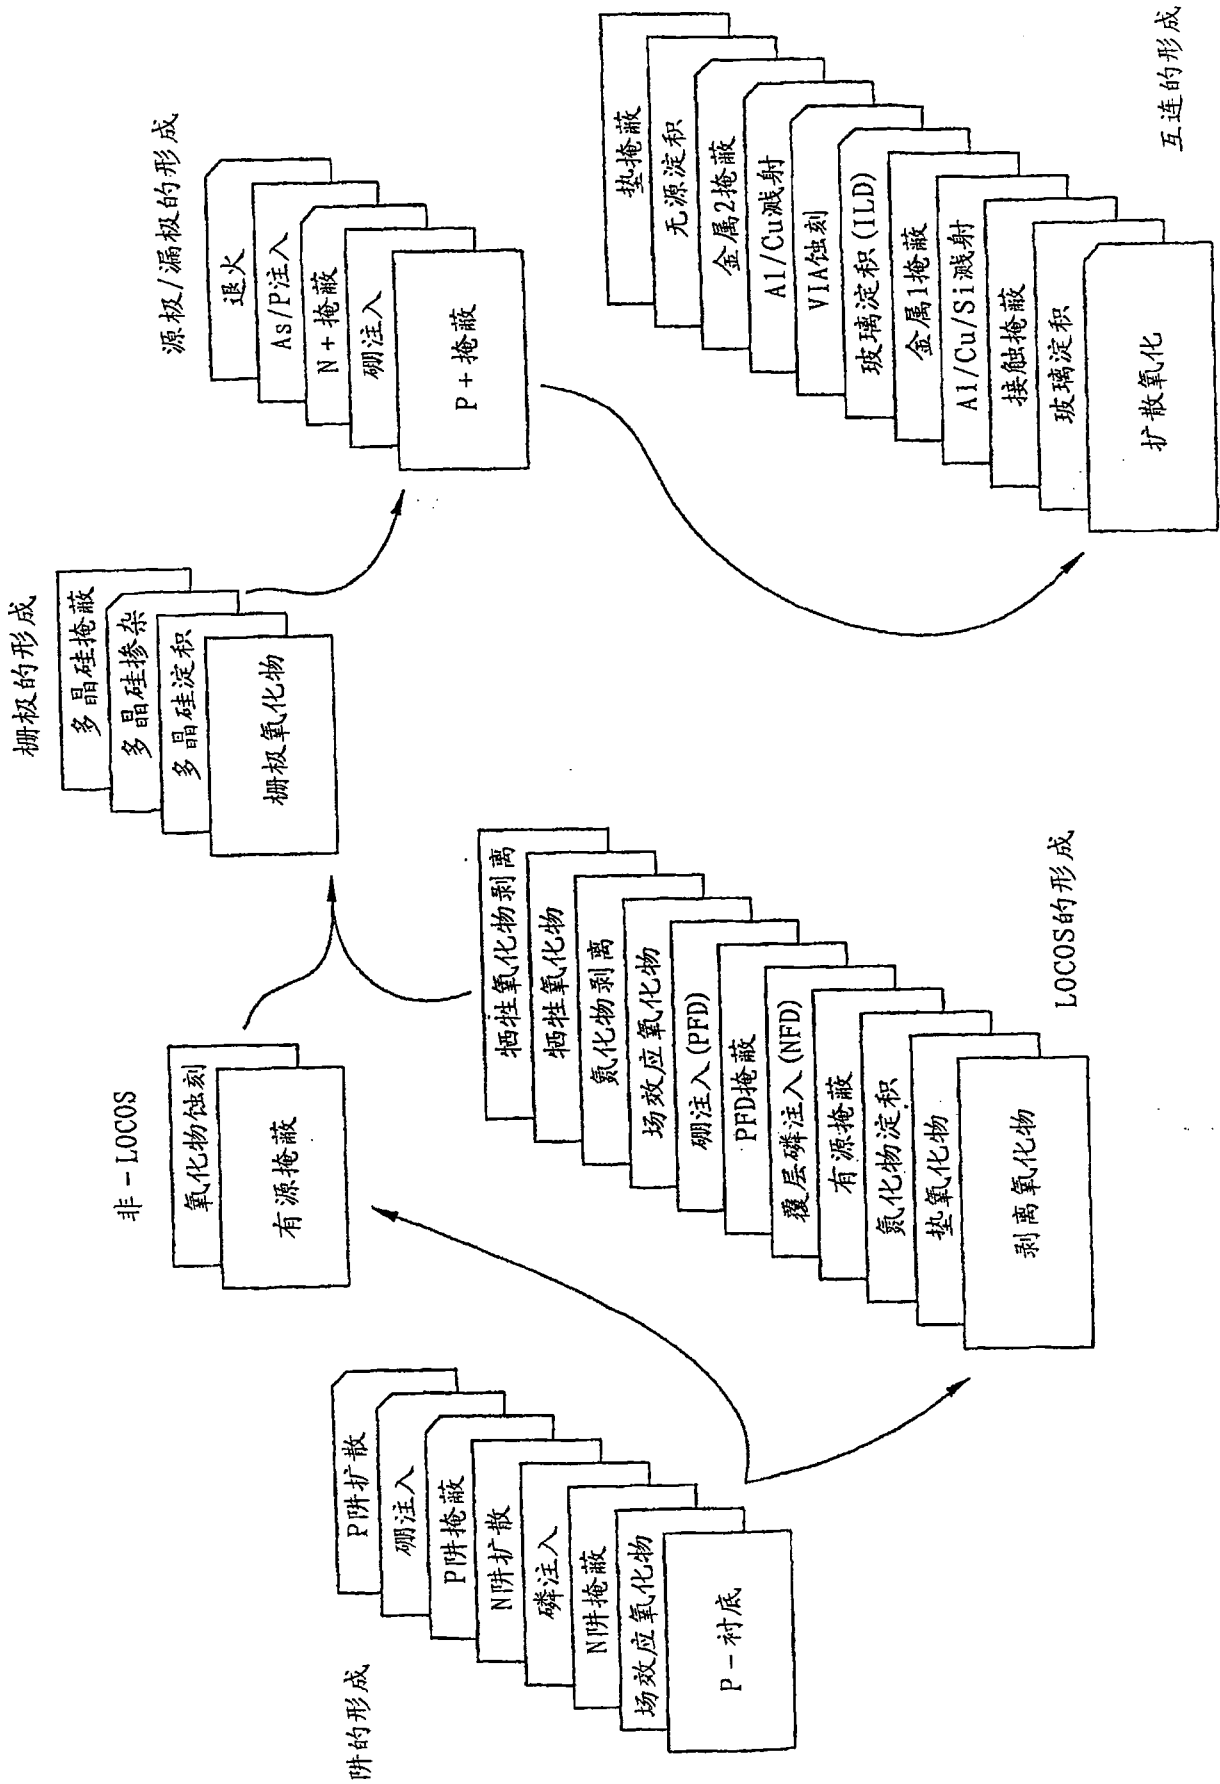 阱的形成
P阱扩散
硼注入
P阱掩蔽
N阱扩散
磷注入
N阱掩蔽
场效应氧化物
P-衬底
非-LOCOS
氧化物蚀刻
有源掩蔽
牺牲氧化物剥离
牺牲氧化物
氮化物剥离
场效应氧化物
硼注入(PFD)
PFD掩蔽
覆层磷注入(NFD)
有源掩蔽
氮化物淀积
垫氧化物
剥离氧化物
LOCOS的形成
栅极的形成
多晶硅掩蔽
多晶硅掺杂
多晶硅淀积
栅极氧化物
源极/漏极的形成
退火
As/P注入
N+掩蔽
硼注入
P+掩蔽
垫掩蔽
无源淀积
金属2掩蔽
Al/Cu溅射
VIA蚀刻
玻璃淀积(ILD)
金属1掩蔽
Al/Cu/Si溅射
接触掩蔽
玻璃淀积
扩散氧化
互连的形成